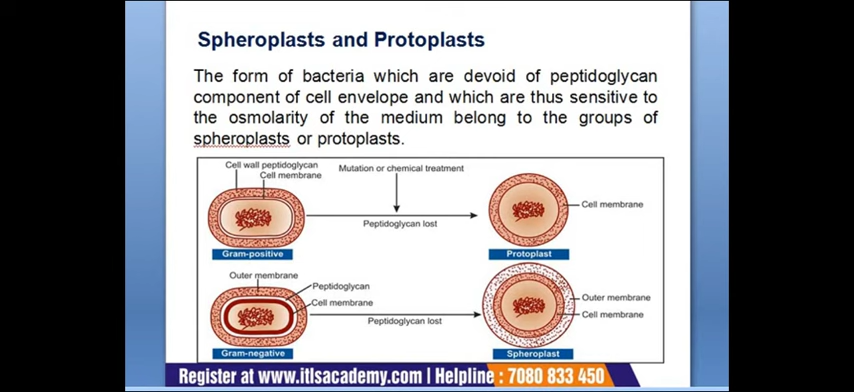 Spheroplasts and Protoplasts
The form of bacteria which are devoid of peptidoglycan
component of cell envelope and which are thus sensitive to
the osmolarity of the medium belong to the groups of
spheroplasts or protoplasts.
Cell wall peptidoglycan
Cell membrane
Mutation or chemical treatment
Cell membrane
Peptidoglycan lost
Gram-positive
Protoplast
Outer membrane
Peptidoglycan
Cell membrane
Outer membrane
Cell membrane
Peptidoglycan lost
Gram-negative
Spheroplast
Register at www.itlsacademy.com | Helpline : 7080 833 450